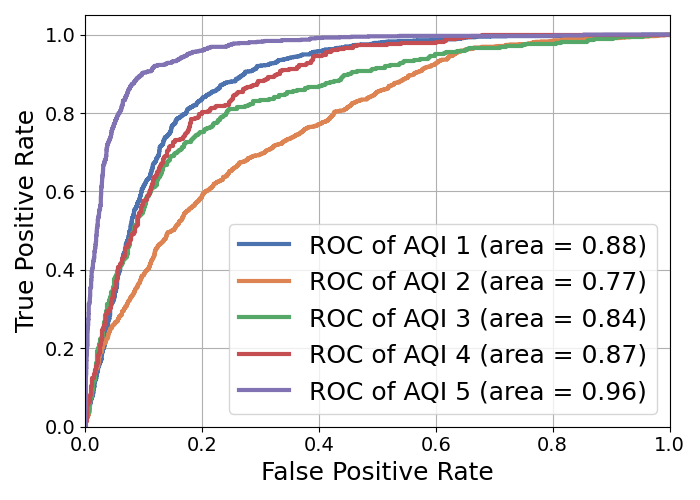 1.0
0.8
0.6
0.4
0.2
0.0
True Positive Rate
ROC of AQI 1 (area = 0.88)
ROC of AQI 2 (area = 0.77)
ROC of AQI 3 (area = 0.84)
ROC of AQI 4 (area = 0.87)
ROC of AQI 5 (area = 0.96)
0.0 0.2 0.4 0.6 0.8 1.0
False Positive Rate